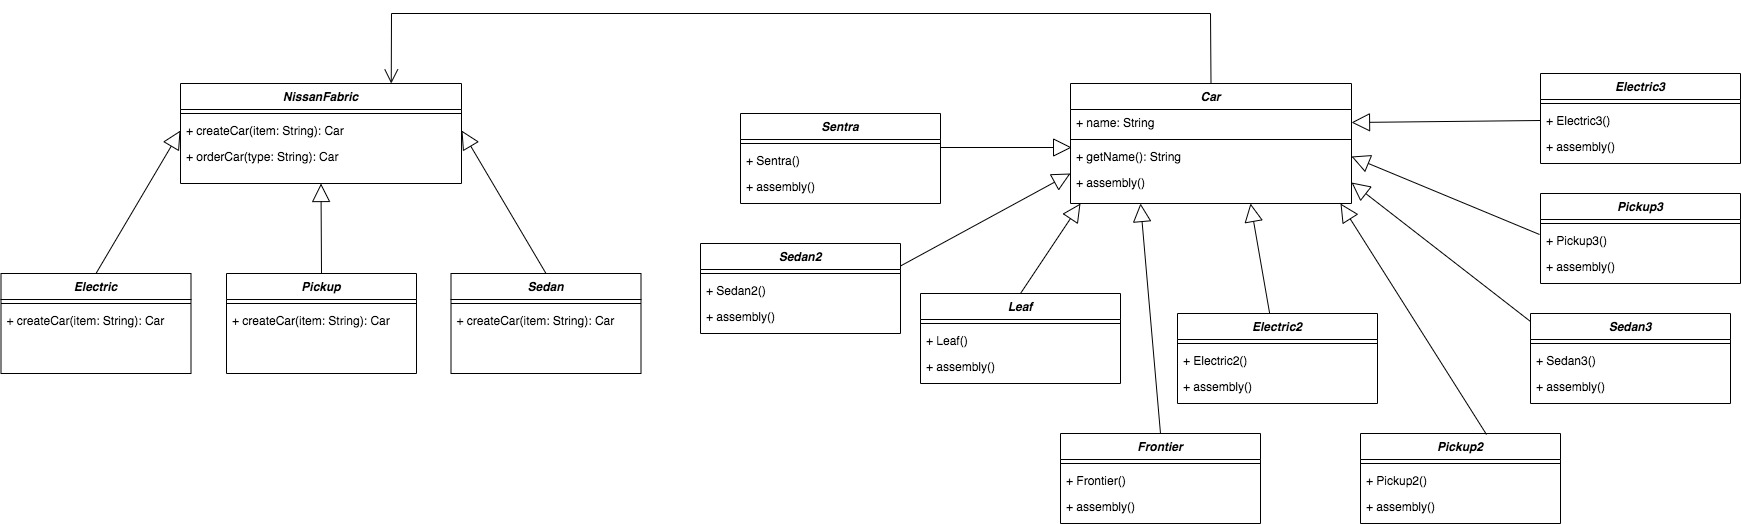 NissanFabric
+ createCar(item: String): Car
+ orderCar(type: String): Car
Electric
+ createCar(item: String): Car
Pickup
+ createCar(item: String): Car
Sedan
+ createCar(item: String): Car
Car
+ name: String
+ getName(): String
+ assembly()
Sentra
+ Sentra()
+ assembly()
Sedan2
+ Sedan2()
+ assembly()
Leaf
+ Leaf()
+ assembly()
Frontier
+ Frontier()
+ assembly()
Electric2
+ Electric2()
+ assembly()
Pickup2
+ Pickup2()
+ assembly()
Electric3
+ Electric3()
+ assembly()
Pickup3
+ Pickup3()
+ assembly()
Sedan3
+ Sedan3()
+ assembly()